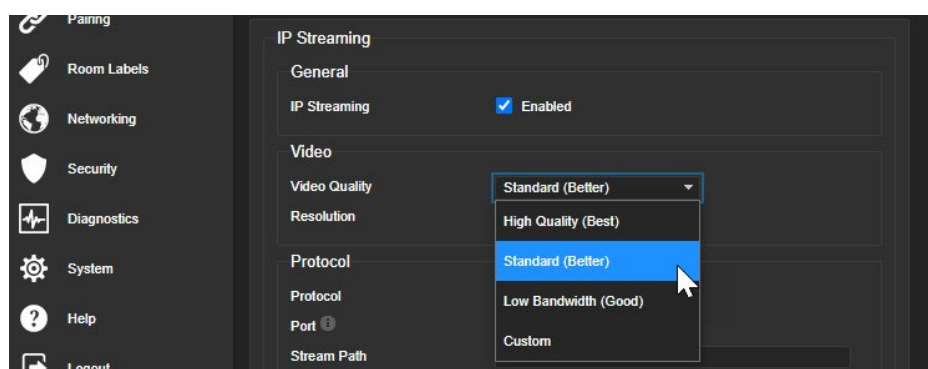 Pairing
Room Labels
Networking
Security
Diagnostics
System
Help
Logout
IP Streaming
General
IP Streaming
Enabled
Video
Video Quality
Standard (Better)
Resolution
High Quality (Best)
Standard (Better)
Low Bandwidth (Good)
Custom
Protocol
Protocol
Port
Stream Path